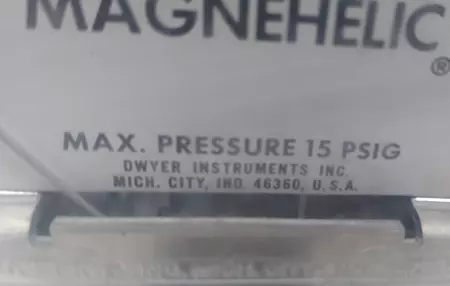 MAGNEHELIC
®
MAX. PRESSURE 15 PSIG
DWYER INSTRUMENTS INC.
MICH. CITY, IND. 46360, U.S.A.